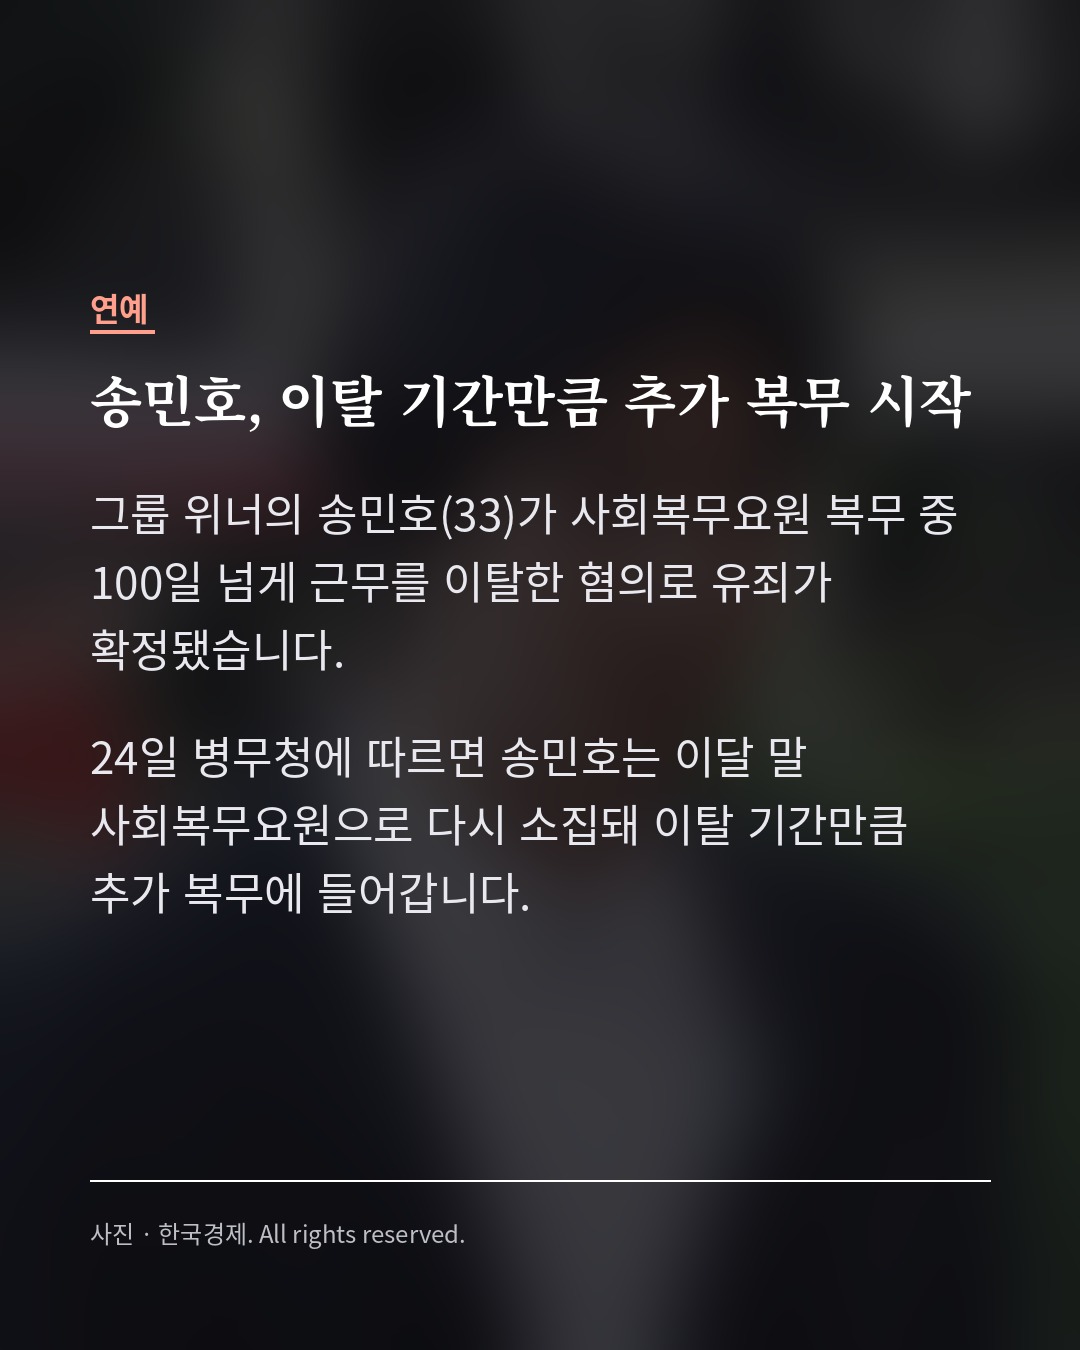 연예
송민호, 이탈 기간만큼 추가 복무 시작
그룹 위너의 송민호(33)가 사회복무요원 복무 중
100일 넘게 근무를 이탈한 혐의로 유죄가
확정됐습니다.
24일 병무청에 따르면 송민호는 이달 말
사회복무요원으로 다시 소집돼 이탈 기간만큼
추가 복무에 들어갑니다.
사진 · 한국경제. All rights reserved.